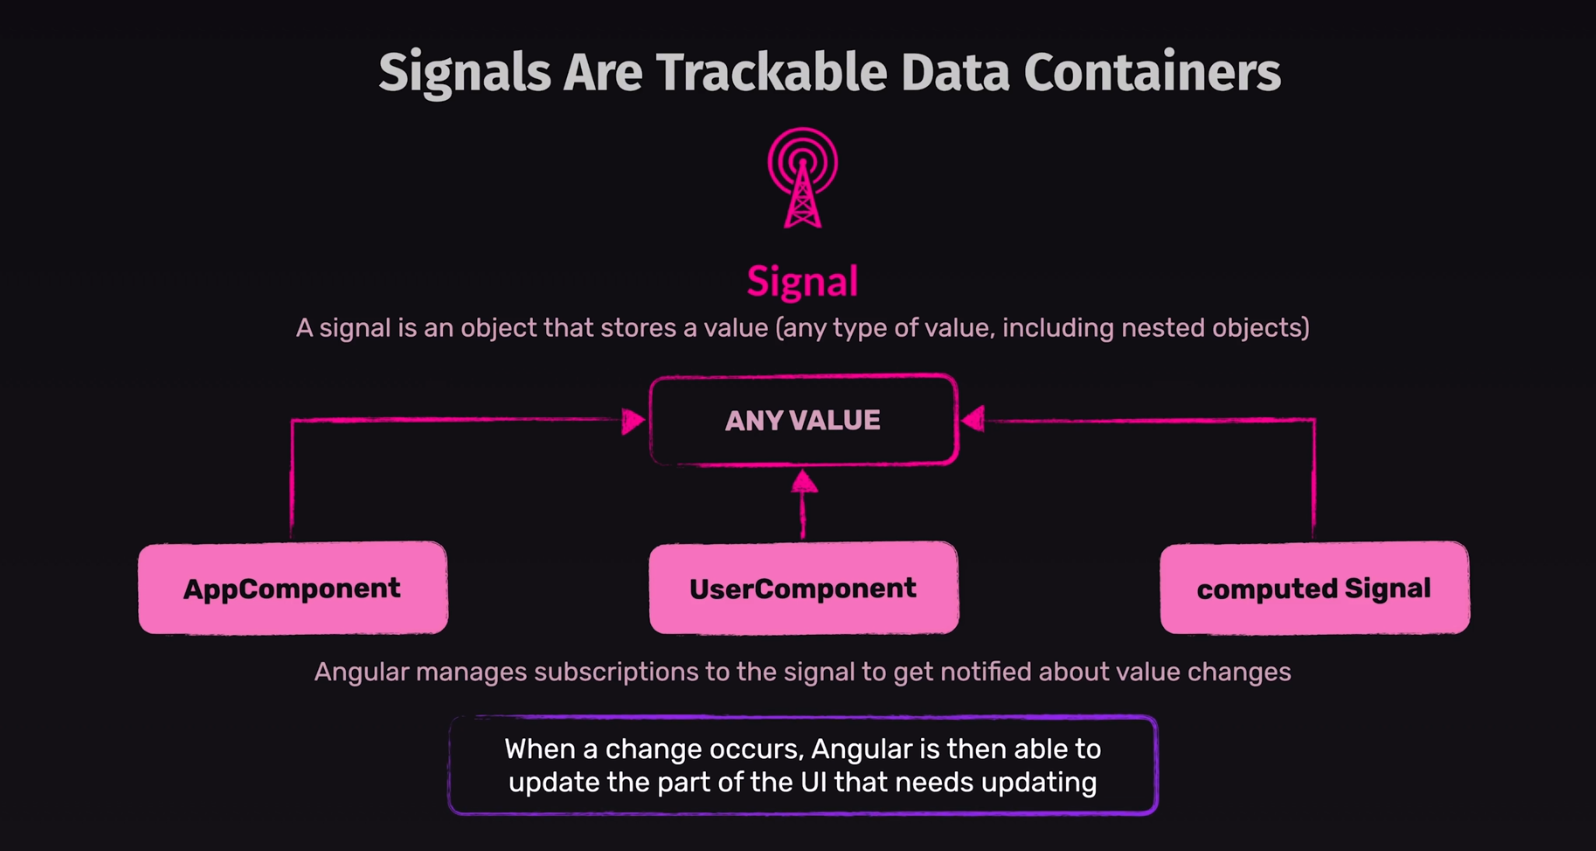 Signals Are Trackable Data Containers
Signal
A signal is an object that stores a value (any type of value, including nested objects)
ANY VALUE
AppComponent
UserComponent
computed Signal
Angular manages subscriptions to the signal to get notified about value changes
When a change occurs, Angular is then able to
update the part of the UI that needs updating